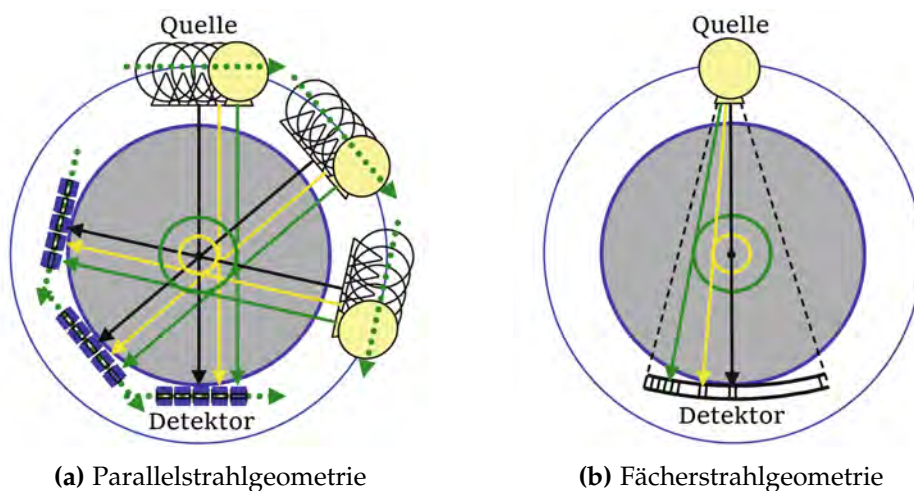 Quelle
Detektor
(a) Parallelstrahlgeometrie
Quelle
Detektor
(b) Fächerstrahlgeometrie